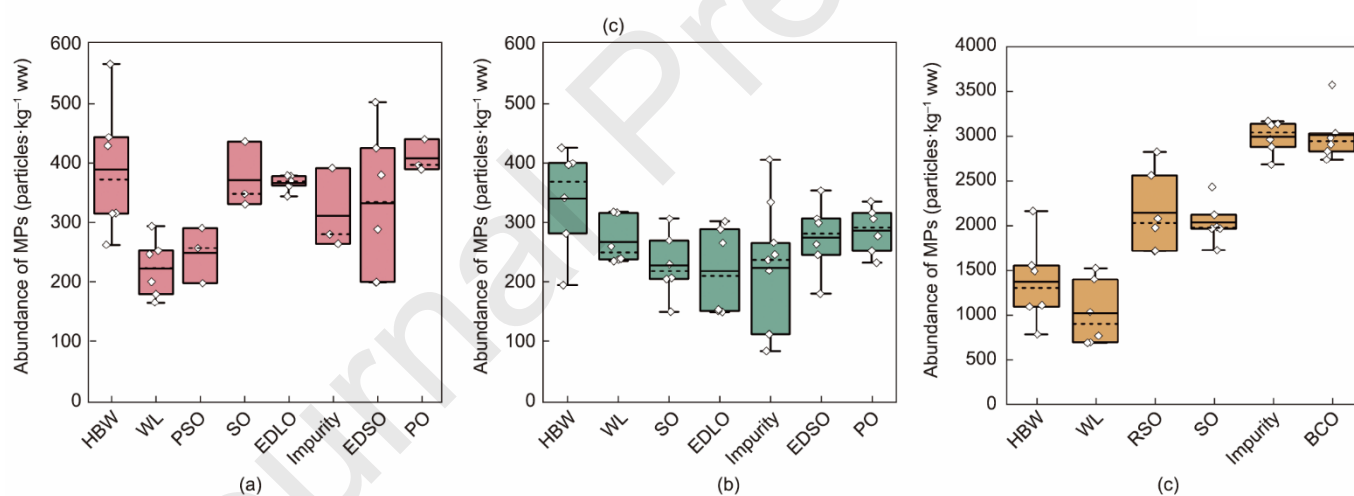 (c)
Abundance of MPs (particles·kg⁻¹ ww)
600
500
400
300
200
100
0
HBW
WL
PSO
SO
EDLO
Impurity
EDSO
PO
(a)
Abundance of MPs (particles·kg⁻¹ ww)
600
500
400
300
200
100
0
HBW
WL
SO
EDLO
Impurity
EDSO
PO
(b)
Abundance of MPs (particles·kg⁻¹ ww)
4000
3500
3000
2500
2000
1500
1000
500
0
HBW
WL
RSO
SO
Impurity
BCO
(c)
urnal Pre